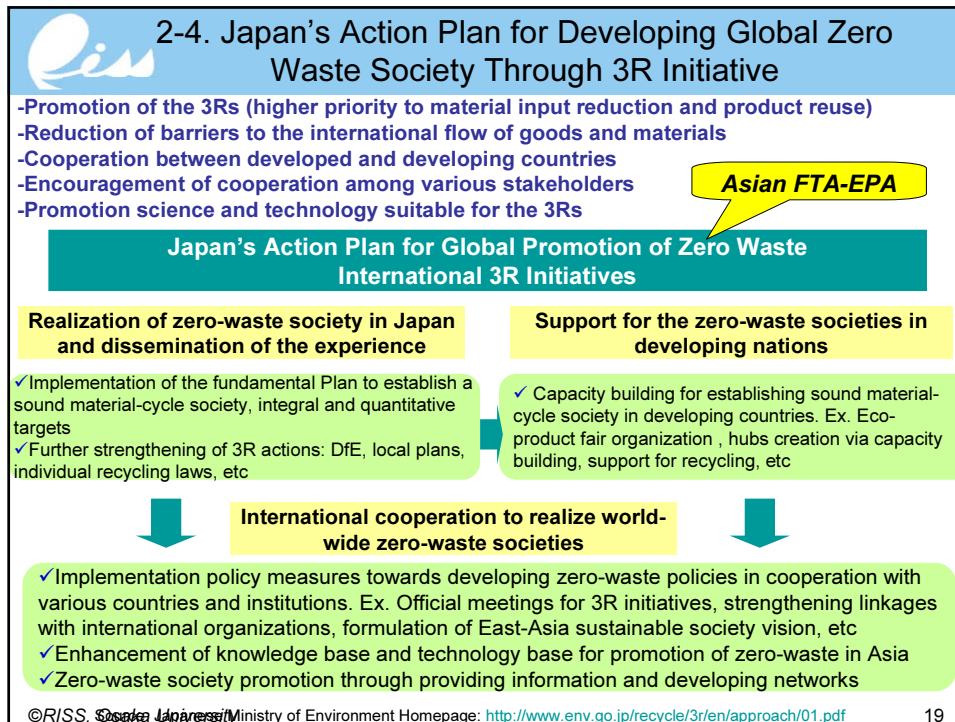 Riss
2-4. Japan's Action Plan for Developing Global Zero
Waste Society Through 3R Initiative
-Promotion of the 3Rs (higher priority to material input reduction and product reuse)
-Reduction of barriers to the international flow of goods and materials
-Cooperation between developed and developing countries
-Encouragement of cooperation among various stakeholders
-Promotion science and technology suitable for the 3Rs
Asian FTA-EPA
Japan's Action Plan for Global Promotion of Zero Waste
International 3R Initiatives
Realization of zero-waste society in Japan
and dissemination of the experience
✓Implementation of the fundamental Plan to establish a
sound material-cycle society, integral and quantitative
targets
✓Further strengthening of 3R actions: DfE, local plans,
individual recycling laws, etc
Support for the zero-waste societies in
developing nations
✓ Capacity building for establishing sound material-
cycle society in developing countries. Ex. Eco-
product fair organization , hubs creation via capacity
building, support for recycling, etc
International cooperation to realize world-
wide zero-waste societies
✓Implementation policy measures towards developing zero-waste policies in cooperation with
various countries and institutions. Ex. Official meetings for 3R initiatives, strengthening linkages
with international organizations, formulation of East-Asia sustainable society vision, etc
✓Enhancement of knowledge base and technology base for promotion of zero-waste in Asia
✓Zero-waste society promotion through providing information and developing networks
©RISS, Osaka University
Source: Japanese Ministry of Environment Homepage: http://www.env.go.jp/recycle/3r/en/approach/01.pdf
19